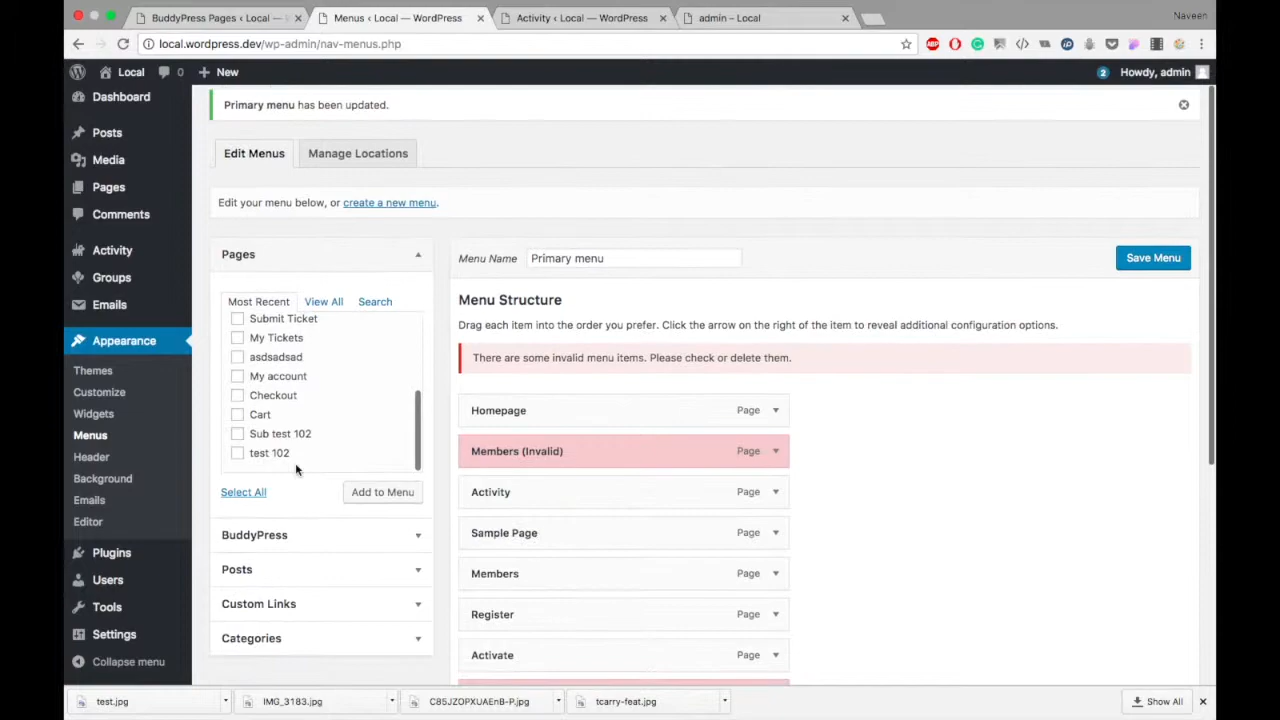 BuddyPress Pages ‹ Local — × Menus ‹ Local — WordPress × Activity ‹ Local — WordPress × admin – Local × Naveen
local.wordpress.dev/wp-admin/nav-menus.php
Local 0 + New 2 Howdy, admin
Dashboard
Posts
Media
Pages
Comments
Activity
Groups
Emails
Appearance
Themes
Customize
Widgets
Menus
Header
Background
Emails
Editor
Plugins
Users
Tools
Settings
Collapse menu
Primary menu has been updated.
Edit Menus Manage Locations
Edit your menu below, or create a new menu.
Pages
Most Recent View All Search
Submit Ticket
My Tickets
asdsadsad
My account
Checkout
Cart
Sub test 102
test 102
Select All Add to Menu
BuddyPress
Posts
Custom Links
Categories
Menu Name Primary menu Save Menu
Menu Structure
Drag each item into the order you prefer. Click the arrow on the right of the item to reveal additional configuration options.
There are some invalid menu items. Please check or delete them.
Homepage Page
Members (Invalid) Page
Activity Page
Sample Page Page
Members Page
Register Page
Activate Page
test.jpg IMG_3183.jpg C85JZOPXUAEnB-P.jpg tcarry-feat.jpg Show All ×